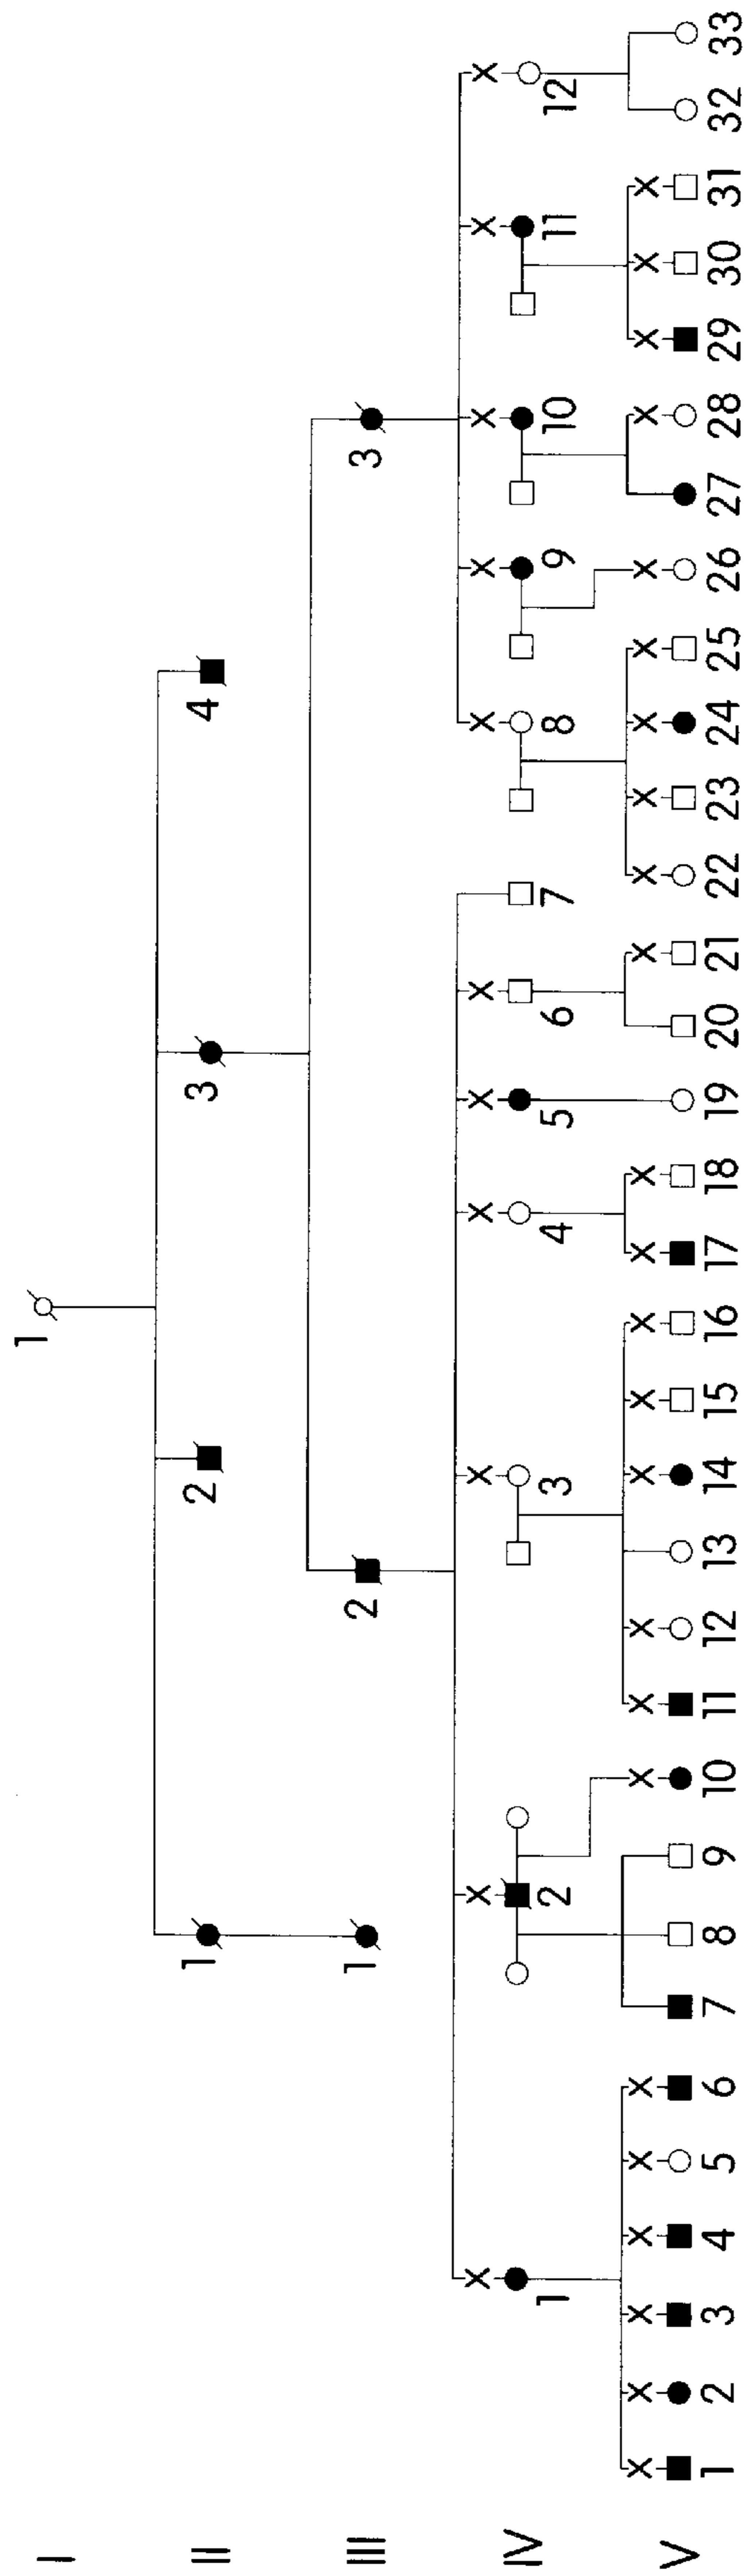 I 1
II 1 2 3 4
III 1 2 3
IV 1 2 3 4 5 6 7 8 9 10 11 12
X X X X X X X X X X X
V 1 2 3 4 5 6 7 8 9 10 11 12 13 14 15 16 17 18 19 20 21 22 23 24 25 26 27 28 29 30 31 32 33
X X X X X X X X X X X X X X X X X X X X X X X